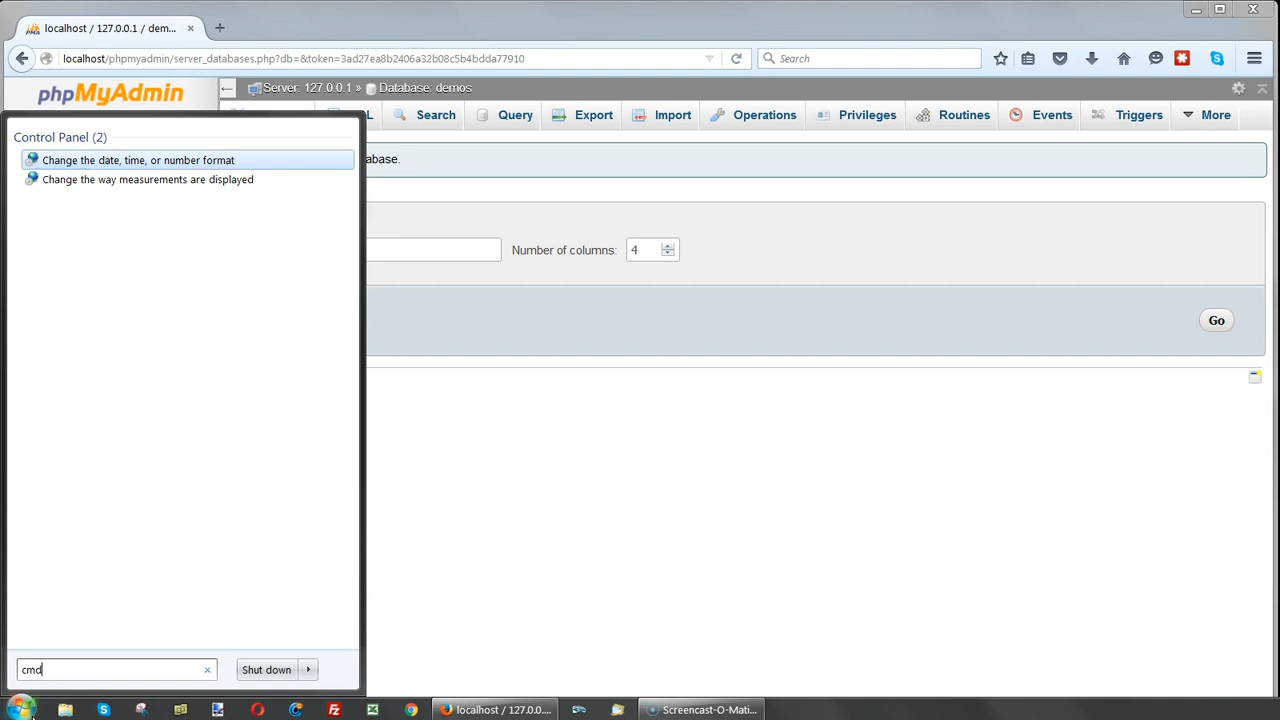 localhost / 127.0.0.1 / dem...
localhost/phpmyadmin/server_databases.php?db=&token=3ad27ea8b2406a32b08c5b4bd1da77910
Search
phpMyAdmin
Server: 127.0.0.1 » Database: demos
L Search Query Export Import Operations Privileges Routines Events Triggers More
Control Panel (2)
Change the date, time, or number format
Change the way measurements are displayed
abase.
Number of columns: 4
Go
cmd
Shut down
localhost / 127.0.0....
Screencast-O-Mati...